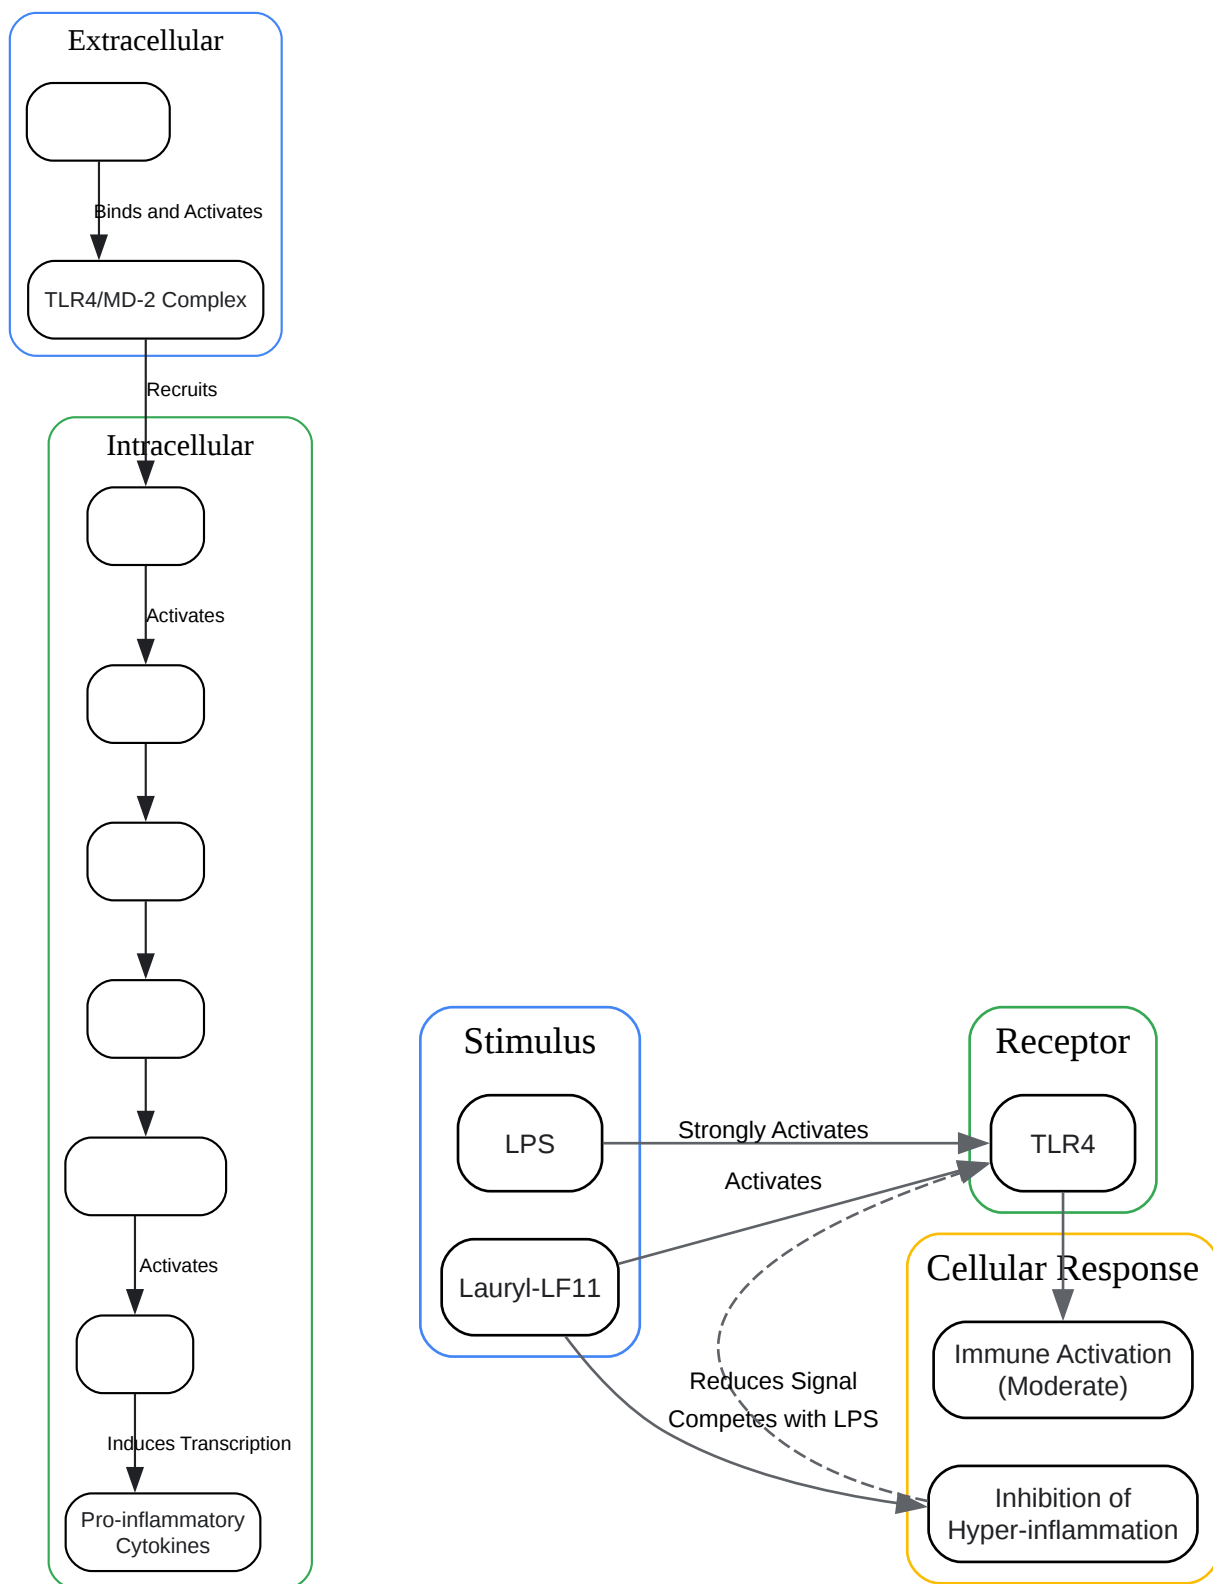 Extracellular
Binds and Activates
TLR4/MD-2 Complex
Recruits
Intracellular
Activates
Activates
Induces Transcription
Pro-inflammatory
Cytokines
Stimulus
LPS
Lauryl-LF11
Strongly Activates
Activates
Reduces Signal
Competes with LPS
Receptor
TLR4
Cellular Response
Immune Activation
(Moderate)
Inhibition of
Hyper-inflammation